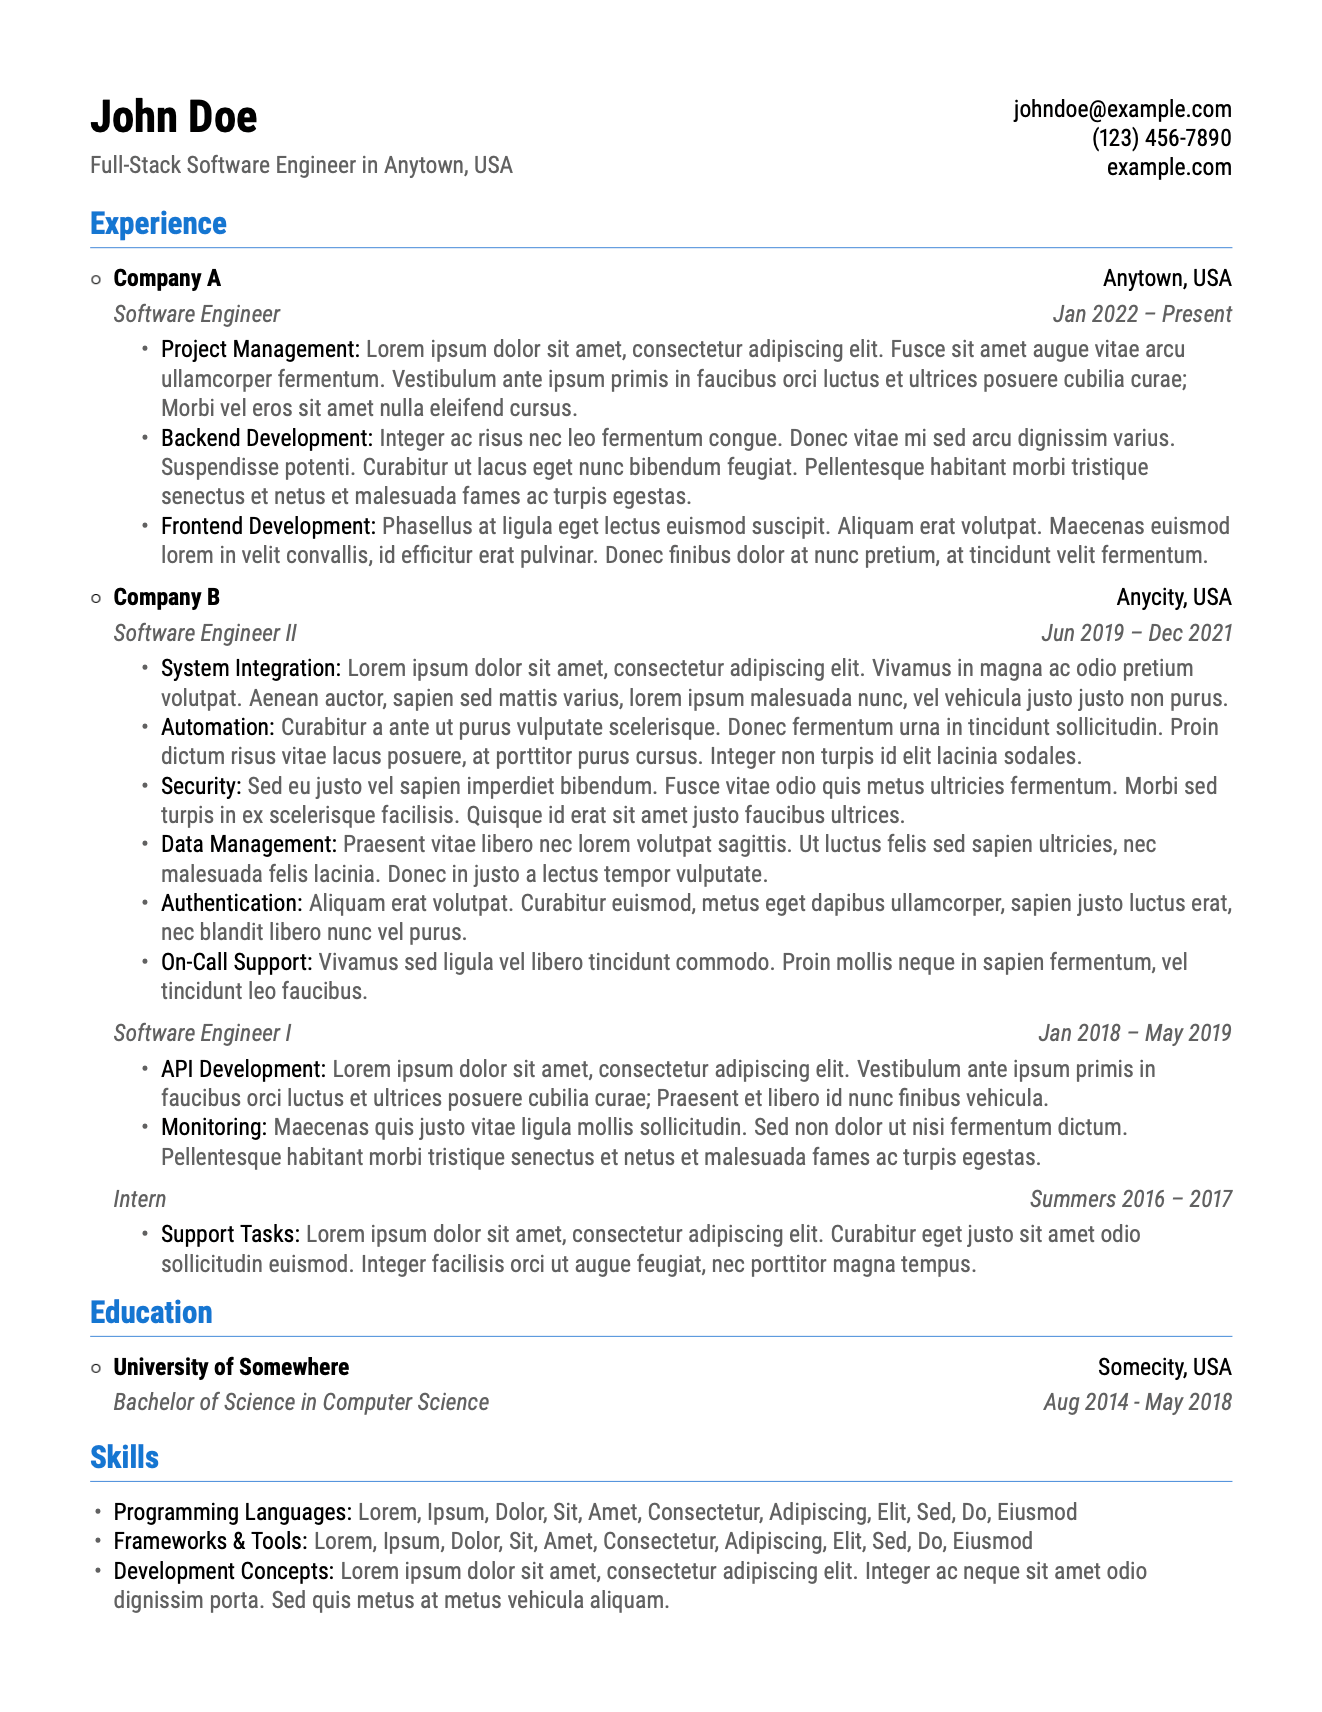 John Doe
Full-Stack Software Engineer in Anytown, USA
johndoe@example.com
(123) 456-7890
example.com
Experience
Company A Anytown, USA
Software Engineer Jan 2022 – Present
• Project Management: Lorem ipsum dolor sit amet, consectetur adipiscing elit. Fusce sit amet augue vitae arcu
ullamcorper fermentum. Vestibulum ante ipsum primis in faucibus orci luctus et ultrices posuere cubilia curae;
Morbi vel eros sit amet nulla eleifend cursus.
• Backend Development: Integer ac risus nec leo fermentum congue. Donec vitae mi sed arcu dignissim varius.
Suspendisse potenti. Curabitur ut lacus eget nunc bibendum feugiat. Pellentesque habitant morbi tristique
senectus et netus et malesuada fames ac turpis egestas.
• Frontend Development: Phasellus at ligula eget lectus euismod suscipit. Aliquam erat volutpat. Maecenas euismod
lorem in velit convallis, id efficitur erat pulvinar. Donec finibus dolor at nunc pretium, at tincidunt velit fermentum.
Company B Anycity, USA
Software Engineer II Jun 2019 – Dec 2021
• System Integration: Lorem ipsum dolor sit amet, consectetur adipiscing elit. Vivamus in magna ac odio pretium
volutpat. Aenean auctor, sapien sed mattis varius, lorem ipsum malesuada nunc, vel vehicula justo justo non purus.
• Automation: Curabitur a ante ut purus vulputate scelerisque. Donec fermentum urna in tincidunt sollicitudin. Proin
dictum risus vitae lacus posuere, at porttitor purus cursus. Integer non turpis id elit lacinia sodales.
• Security: Sed eu justo vel sapien imperdiet bibendum. Fusce vitae odio quis metus ultricies fermentum. Morbi sed
turpis in ex scelerisque facilisis. Quisque id erat sit amet justo faucibus ultrices.
• Data Management: Praesent vitae libero nec lorem volutpat sagittis. Ut luctus felis sed sapien ultricies, nec
malesuada felis lacinia. Donec in justo a lectus tempor vulputate.
• Authentication: Aliquam erat volutpat. Curabitur euismod, metus eget dapibus ullamcorper, sapien justo luctus erat,
nec blandit libero nunc vel purus.
• On-Call Support: Vivamus sed ligula vel libero tincidunt commodo. Proin mollis neque in sapien fermentum, vel
tincidunt leo faucibus.
Software Engineer I Jan 2018 – May 2019
• API Development: Lorem ipsum dolor sit amet, consectetur adipiscing elit. Vestibulum ante ipsum primis in
faucibus orci luctus et ultrices posuere cubilia curae; Praesent et libero id nunc finibus vehicula.
• Monitoring: Maecenas quis justo vitae ligula mollis sollicitudin. Sed non dolor ut nisi fermentum dictum.
Pellentesque habitant morbi tristique senectus et netus et malesuada fames ac turpis egestas.
Intern Summers 2016 – 2017
• Support Tasks: Lorem ipsum dolor sit amet, consectetur adipiscing elit. Curabitur eget justo sit amet odio
sollicitudin euismod. Integer facilisis orci ut augue feugiat, nec porttitor magna tempus.
Education
University of Somewhere Somecity, USA
Bachelor of Science in Computer Science Aug 2014 - May 2018
Skills
• Programming Languages: Lorem, Ipsum, Dolor, Sit, Amet, Consectetur, Adipiscing, Elit, Sed, Do, Eiusmod
• Frameworks & Tools: Lorem, Ipsum, Dolor, Sit, Amet, Consectetur, Adipiscing, Elit, Sed, Do, Eiusmod
• Development Concepts: Lorem ipsum dolor sit amet, consectetur adipiscing elit. Integer ac neque sit amet odio
dignissim porta. Sed quis metus at metus vehicula aliquam.